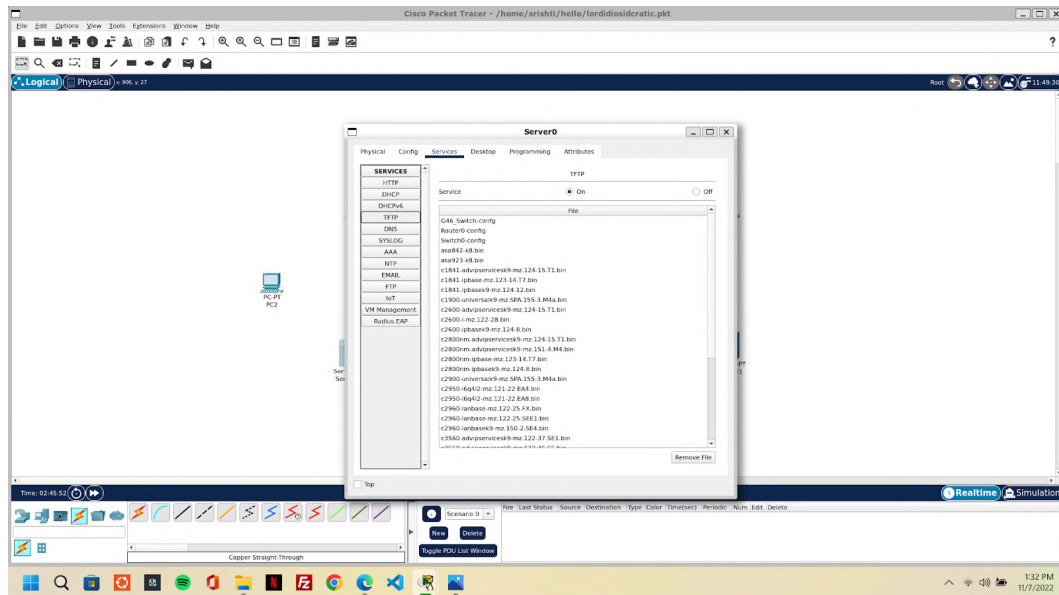 Cisco Packet Tracer - /home/srishti/hello/lordidiosidcratic.pkt
File Edit Options View Tools Extensions Window Help
?
Logical Physical x: 906, y: 27
Root 11:49:30
Server0
Physical Config Services Desktop Programming Attributes
SERVICES
HTTP
DHCP
DHCPv6
TFTP
DNS
SYSLOG
AAA
NTP
EMAIL
FTP
IoT
VM Management
Radius EAP
TFTP
Service On Off
File
G46_Switch-confg
Router0-config
Switch0-config
asa842-k8.bin
asa923-k8.bin
c1841-advipservicesk9-mz.124-15.T1.bin
c1841-ipbase-mz.123-14.T7.bin
c1841-ipbasek9-mz.124-12.bin
c1900-universalk9-mz.SPA.155-3.M4a.bin
c2600-advipservicesk9-mz.124-15.T1.bin
c2600-i-mz.122-28.bin
c2600-ipbasek9-mz.124-8.bin
c2800nm-advipservicesk9-mz.124-15.T1.bin
c2800nm-advipservicesk9-mz.151-4.M4.bin
c2800nm-ipbase-mz.123-14.T7.bin
c2800nm-ipbasek9-mz.124-8.bin
c2900-universalk9-mz.SPA.155-3.M4a.bin
c2950-i6q4l2-mz.121-22.EA4.bin
c2950-i6q4l2-mz.121-22.EA8.bin
c2960-lanbase-mz.122-25.FX.bin
c2960-lanbase-mz.122-25.SEE1.bin
c2960-lanbasek9-mz.150-2.SE4.bin
c3560-advipservicesk9-mz.122-37.SE1.bin
Remove File
Top
PC-PT
PC2
Ser
Ser
PT
Time: 02:45:52
Realtime Simulation
Copper Straight-Through
Scenario 0
New Delete
Toggle PDU List Window
Fire Last Status Source Destination Type Color Time(sec) Periodic Num Edit Delete
1:32 PM
11/7/2022